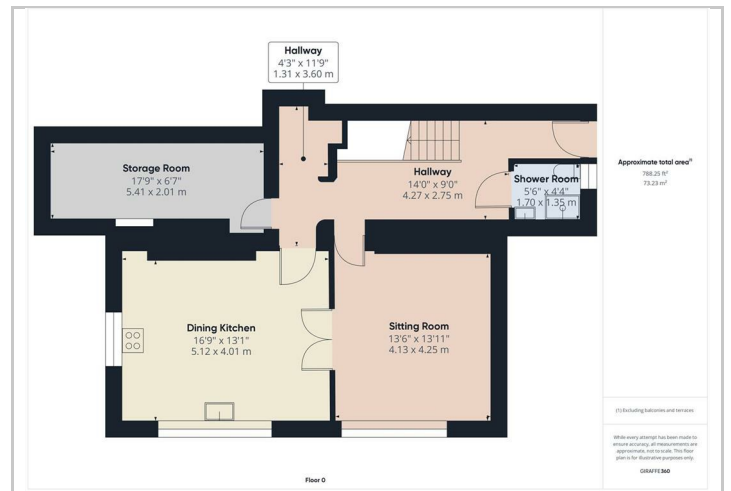 Hallway
4'3" x 11'9"
1.31 x 3.60 m
Storage Room
17'9" x 6'7"
5.41 x 2.01 m
Hallway
14'0" x 9'0"
4.27 x 2.75 m
Shower Room
5'6" x 4'4"
1.70 x 1.35 m
Dining Kitchen
16'9" x 13'1"
5.12 x 4.01 m
Sitting Room
13'6" x 13'11"
4.13 x 4.25 m
Floor 0
Approximate total area⁽¹⁾
788.25 ft²
73.23 m²
(1) Excluding balconies and terraces
While every attempt has been made to
ensure accuracy, all measurements are
approximate, not to scale. This floor
plan is for illustrative purposes only.
GIRAFFE360